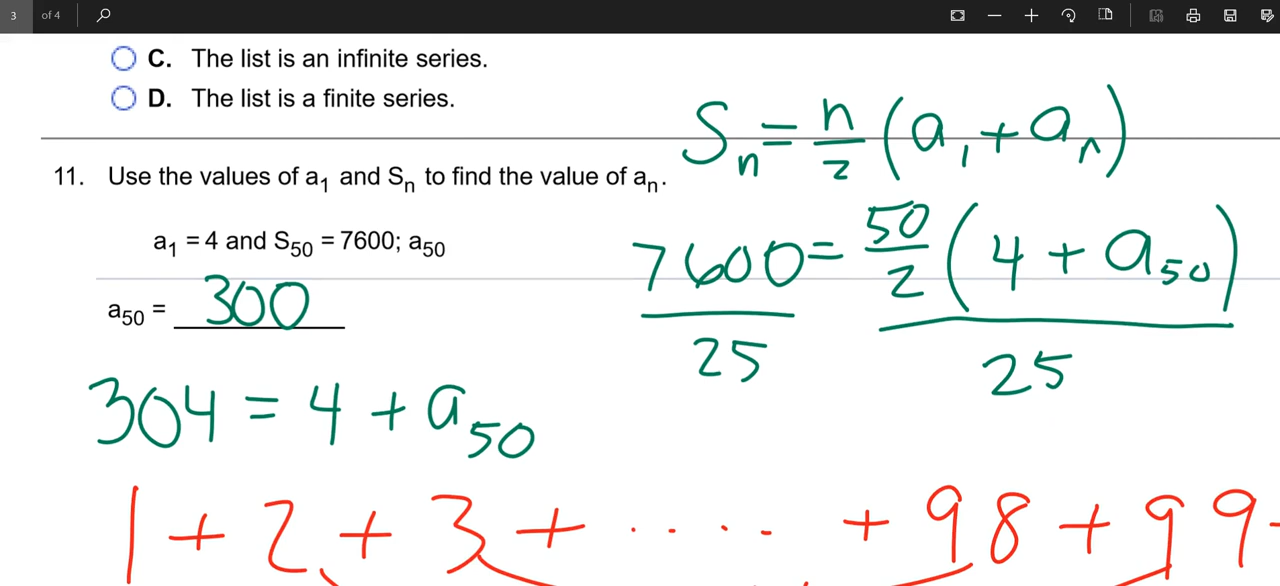 3 of 4
C. The list is an infinite series.
D. The list is a finite series.
Sn = n/2 (a1 + an)
11. Use the values of a1 and Sn to find the value of an.
a1 = 4 and S50 = 7600; a50
7600 = 50/2 (4 + a50)
25 25
a50 = 300
304 = 4 + a50
1 + 2 + 3 + ..... + 98 + 99